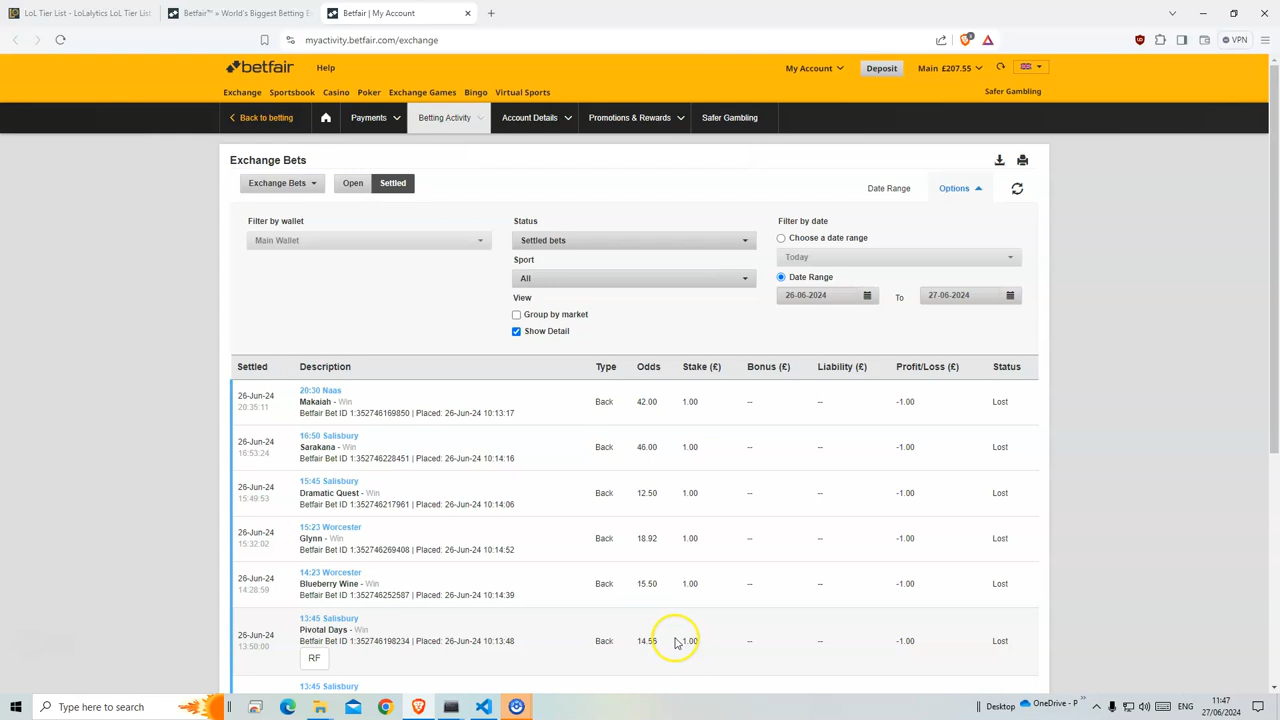 LoL Tier List - LoLalytics LoL Tier List
Betfair™ » World's Biggest Betting E
Betfair | My Account
myactivity.betfair.com/exchange
VPN
betfair
Help
My Account
Deposit
Main £207.55
Exchange
Sportsbook
Casino
Poker
Exchange Games
Bingo
Virtual Sports
Safer Gambling
Back to betting
Payments
Betting Activity
Account Details
Promotions & Rewards
Safer Gambling
Exchange Bets
Exchange Bets
Open
Settled
Date Range
Options
Filter by wallet
Main Wallet
Status
Settled bets
Sport
All
View
Group by market
Show Detail
Filter by date
Choose a date range
Today
Date Range
26-06-2024
To
27-06-2024
Settled Description Type Odds Stake (£) Bonus (£) Liability (£) Profit/Loss (£) Status
20:30 Naas
26-Jun-24 Makaiah - Win Back 42.00 1.00 -- -- -1.00 Lost
20:35:11 Betfair Bet ID 1:352746169850 | Placed: 26-Jun-24 10:13:17
16:50 Salisbury
26-Jun-24 Sarakana - Win Back 46.00 1.00 -- -- -1.00 Lost
16:53:24 Betfair Bet ID 1:352746228451 | Placed: 26-Jun-24 10:14:16
15:45 Salisbury
26-Jun-24 Dramatic Quest - Win Back 12.50 1.00 -- -- -1.00 Lost
15:49:53 Betfair Bet ID 1:352746217961 | Placed: 26-Jun-24 10:14:06
15:23 Worcester
26-Jun-24 Glynn - Win Back 18.92 1.00 -- -- -1.00 Lost
15:32:02 Betfair Bet ID 1:352746269408 | Placed: 26-Jun-24 10:14:52
14:23 Worcester
26-Jun-24 Blueberry Wine - Win Back 15.50 1.00 -- -- -1.00 Lost
14:28:59 Betfair Bet ID 1:352746252587 | Placed: 26-Jun-24 10:14:39
13:45 Salisbury
Pivotal Days - Win
26-Jun-24 Betfair Bet ID 1:352746198234 | Placed: 26-Jun-24 10:13:48 Back 1.00 -- -- -1.00 Lost
13:50:00
RF
13:45 Salisbury
Type here to search
Desktop
OneDrive - P
ENG
11:47
27/06/2024